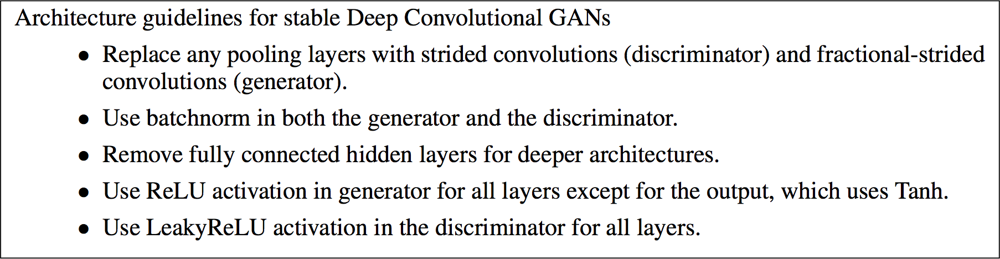 Architecture guidelines for stable Deep Convolutional GANs
• Replace any pooling layers with strided convolutions (discriminator) and fractional-strided
convolutions (generator).
• Use batchnorm in both the generator and the discriminator.
• Remove fully connected hidden layers for deeper architectures.
• Use ReLU activation in generator for all layers except for the output, which uses Tanh.
• Use LeakyReLU activation in the discriminator for all layers.